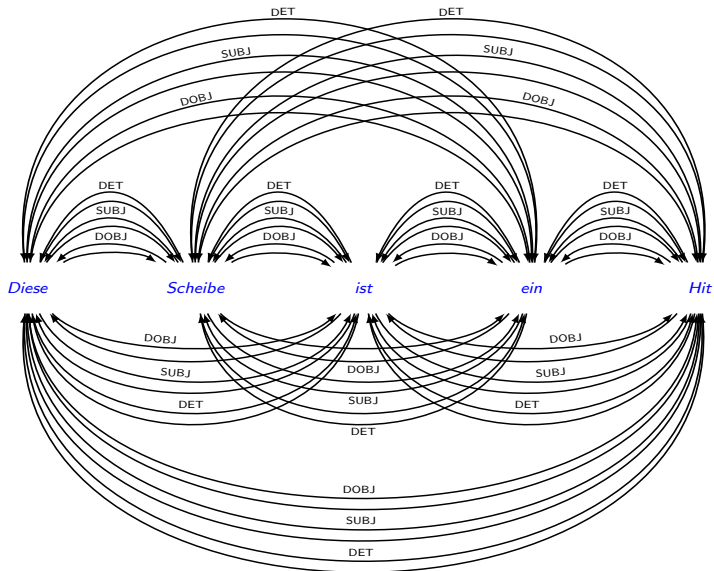 DET DET
SUBJ SUBJ
DOBJ DOBJ
DET DET DET DET
SUBJ SUBJ SUBJ SUBJ
DOBJ DOBJ DOBJ DOBJ
Diese Scheibe ist ein Hit
DOBJ DOBJ
DOBJ
SUBJ SUBJ
SUBJ
DET DET
DET
DOBJ
SUBJ
DET